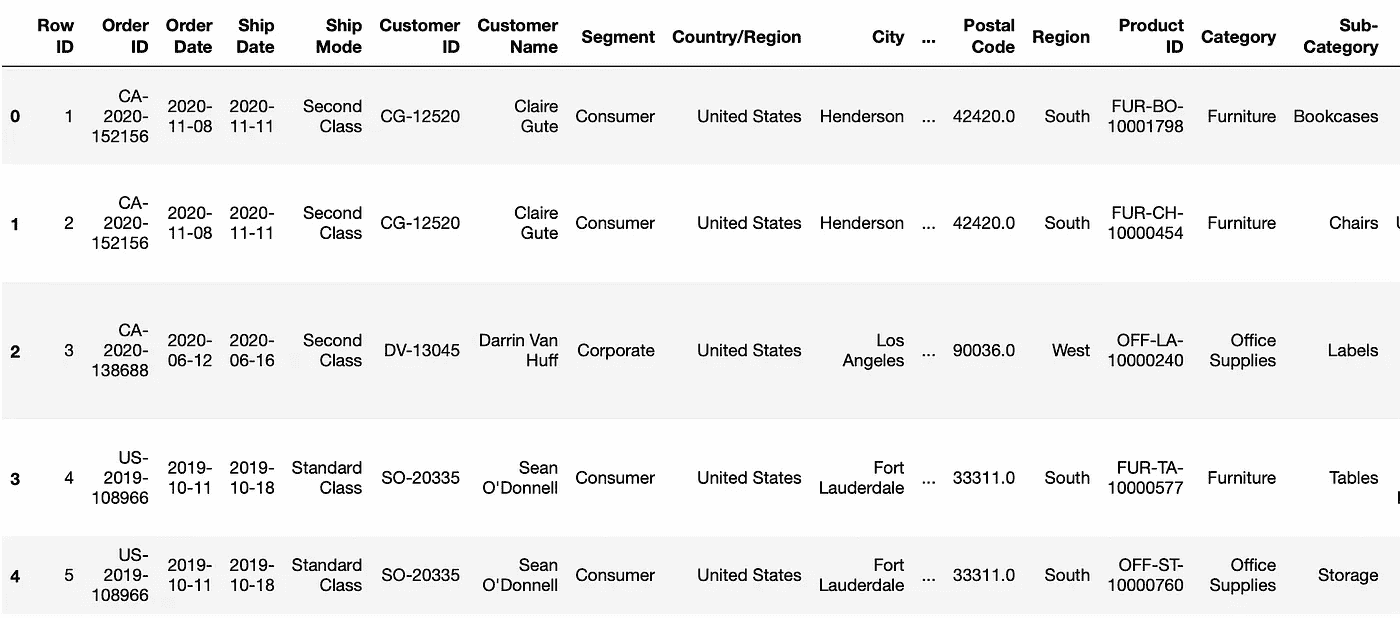 Row ID Order ID Order Date Ship Date Ship Mode Customer ID Customer Name Segment Country/Region City ... Postal Code Region Product ID Category Sub-Category
0 1 CA-2020-152156 2020-11-08 2020-11-11 Second Class CG-12520 Claire Gute Consumer United States Henderson ... 42420.0 South FUR-BO-10001798 Furniture Bookcases
1 2 CA-2020-152156 2020-11-08 2020-11-11 Second Class CG-12520 Claire Gute Consumer United States Henderson ... 42420.0 South FUR-CH-10000454 Furniture Chairs
2 3 CA-2020-138688 2020-06-12 2020-06-16 Second Class DV-13045 Darrin Van Huff Corporate United States Los Angeles ... 90036.0 West OFF-LA-10000240 Office Supplies Labels
3 4 US-2019-108966 2019-10-11 2019-10-18 Standard Class SO-20335 Sean O'Donnell Consumer United States Fort Lauderdale ... 33311.0 South FUR-TA-10000577 Furniture Tables
4 5 US-2019-108966 2019-10-11 2019-10-18 Standard Class SO-20335 Sean O'Donnell Consumer United States Fort Lauderdale ... 33311.0 South OFF-ST-10000760 Office Supplies Storage